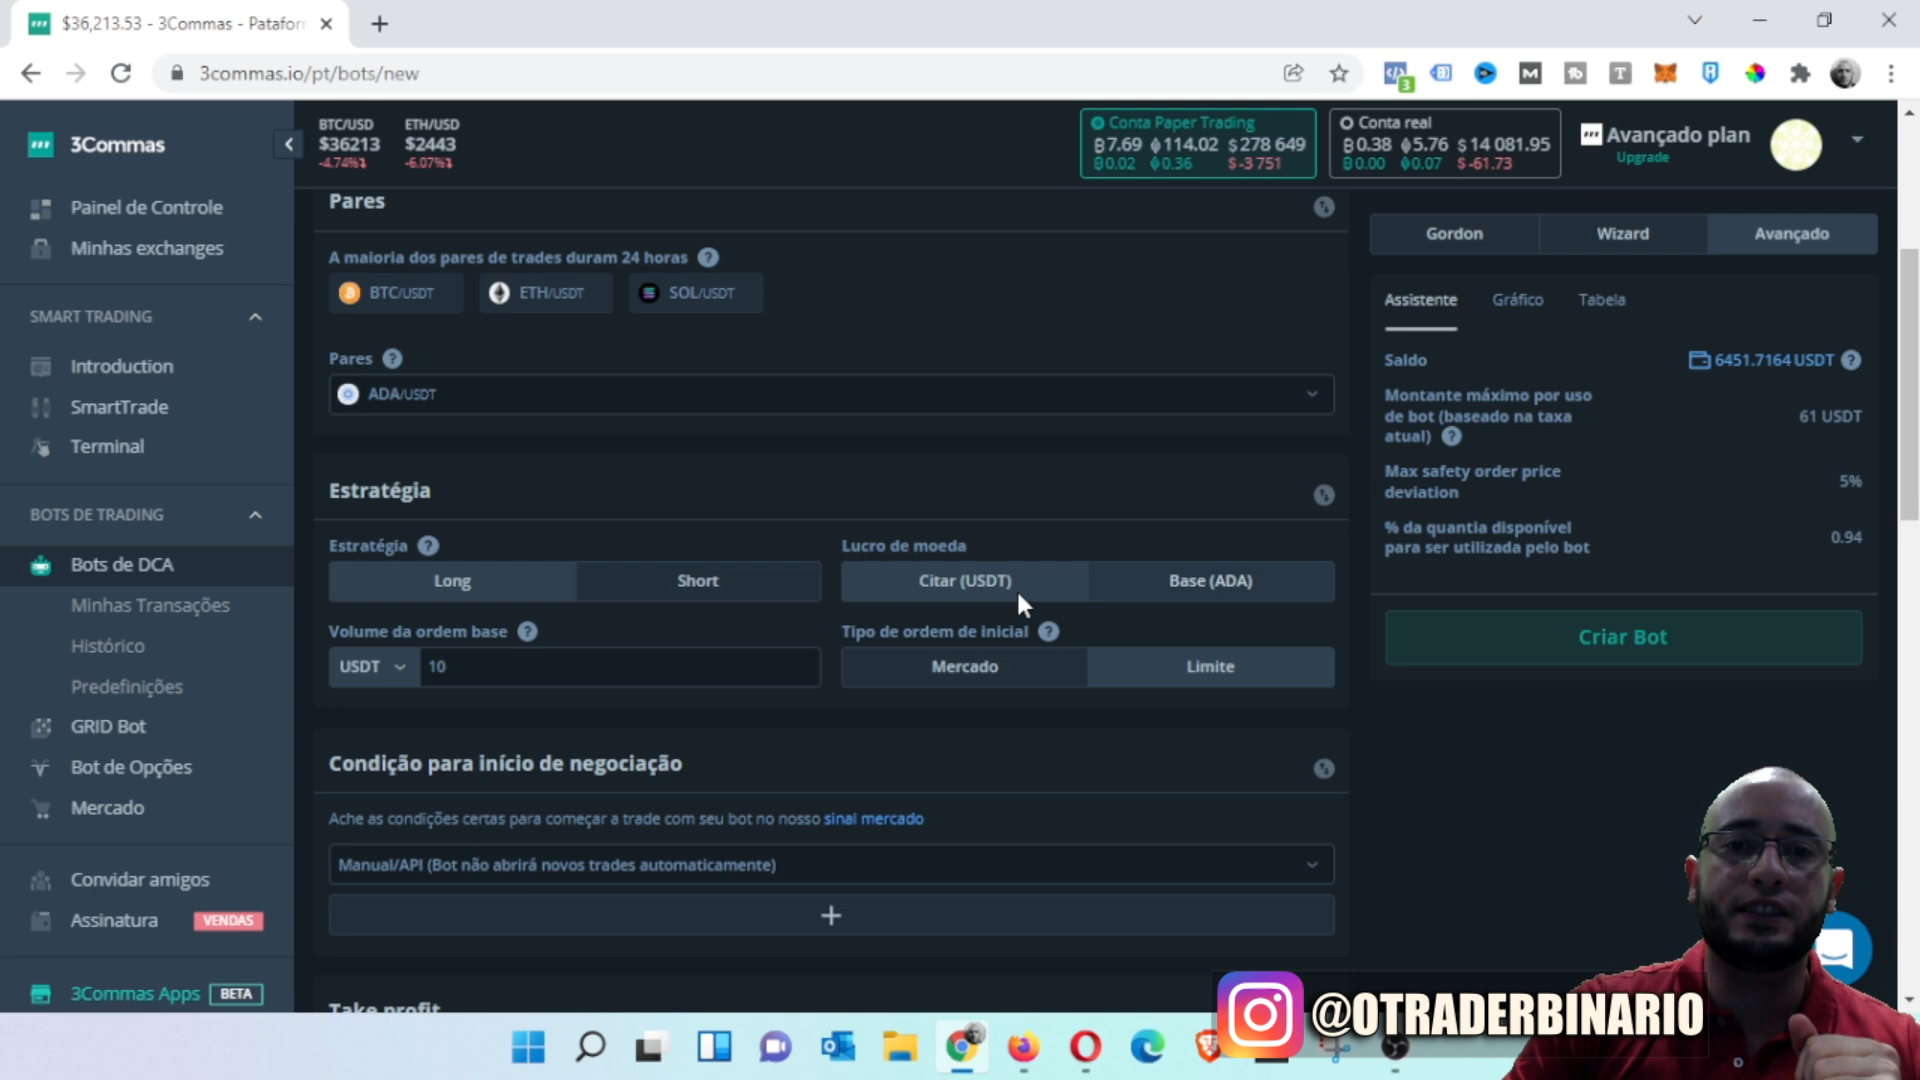 $36,213.53 - 3Commas - Platafor
3commas.io/pt/bots/new
3
3Commas
BTC/USD
$36213
-4.74%
ETH/USD
$2443
-6.07%
Conta Paper Trading
₿7.69 114.02 $278 649
₿0.02 0.36 $-3 751
Conta real
₿0.38 5.76 $14 081.95
₿0.00 0.07 $-61.73
Avançado plan
Upgrade
Painel de Controle
Minhas exchanges
SMART TRADING
Introduction
SmartTrade
Terminal
BOTS DE TRADING
Bots de DCA
Minhas Transações
Histórico
Predefinições
GRID Bot
Bot de Opções
Mercado
Convidar amigos
Assinatura VENDAS
3Commas Apps BETA
Pares
A maioria dos pares de trades duram 24 horas ?
BTC/USDT ETH/USDT SOL/USDT
Pares ?
ADA/USDT
Estratégia
Estratégia ?
Long Short
Lucro de moeda
Citar (USDT) Base (ADA)
Volume da ordem base ?
USDT 10
Tipo de ordem de inicial ?
Mercado Limite
Condição para início de negociação
Ache as condições certas para começar a trade com seu bot no nosso sinal mercado
Manual/API (Bot não abrirá novos trades automaticamente)
+
Take profit
Gordon Wizard Avançado
Assistente Gráfico Tabela
Saldo 6451.7164 USDT ?
Montante máximo por uso
de bot (baseado na taxa
atual) ?
61 USDT
Max safety order price
deviation
5%
% da quantia disponível
para ser utilizada pelo bot
0.94
Criar Bot
@OTRADERBINARIO